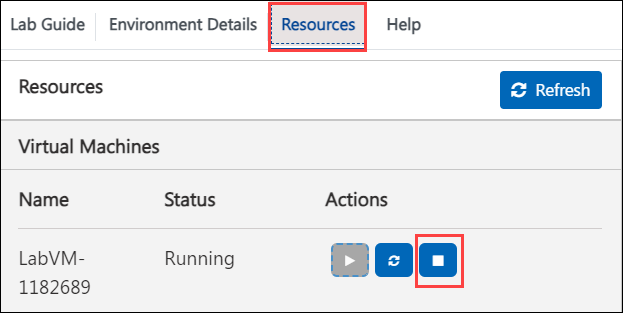 Lab Guide Environment Details Resources Help
Resources Refresh
Virtual Machines
Name Status Actions
LabVM- Running
1182689